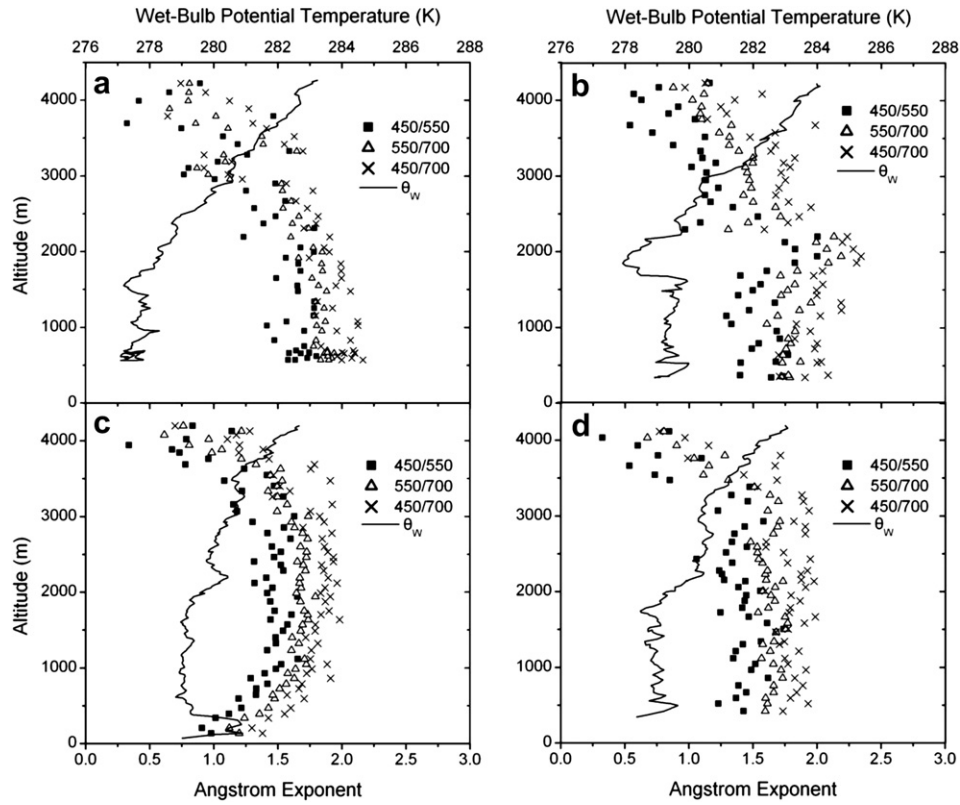 Wet-Bulb Potential Temperature (K)
276 278 280 282 284 286 288
Wet-Bulb Potential Temperature (K)
276 278 280 282 284 286 288
a
450/550
550/700
450/700
θw
b
450/550
550/700
450/700
θw
Altitude (m)
4000
3000
2000
1000
0
Altitude (m)
4000
3000
2000
1000
0
c
450/550
550/700
450/700
θw
d
450/550
550/700
450/700
θw
Altitude (m)
4000
3000
2000
1000
0
Altitude (m)
4000
3000
2000
1000
0
0.0 0.5 1.0 1.5 2.0 2.5 3.0
Angstrom Exponent
0.0 0.5 1.0 1.5 2.0 2.5 3.0
Angstrom Exponent